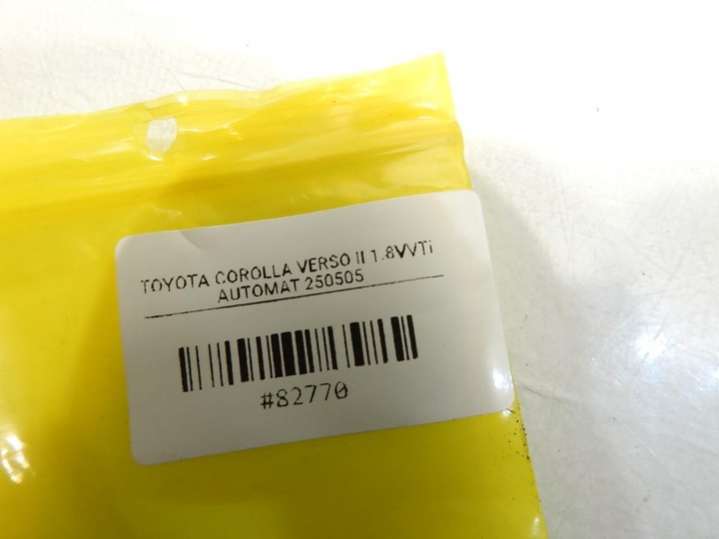 TOYOTA COROLLA VERSO II 1.8VVTi
AUTOMAT 250505
#82770